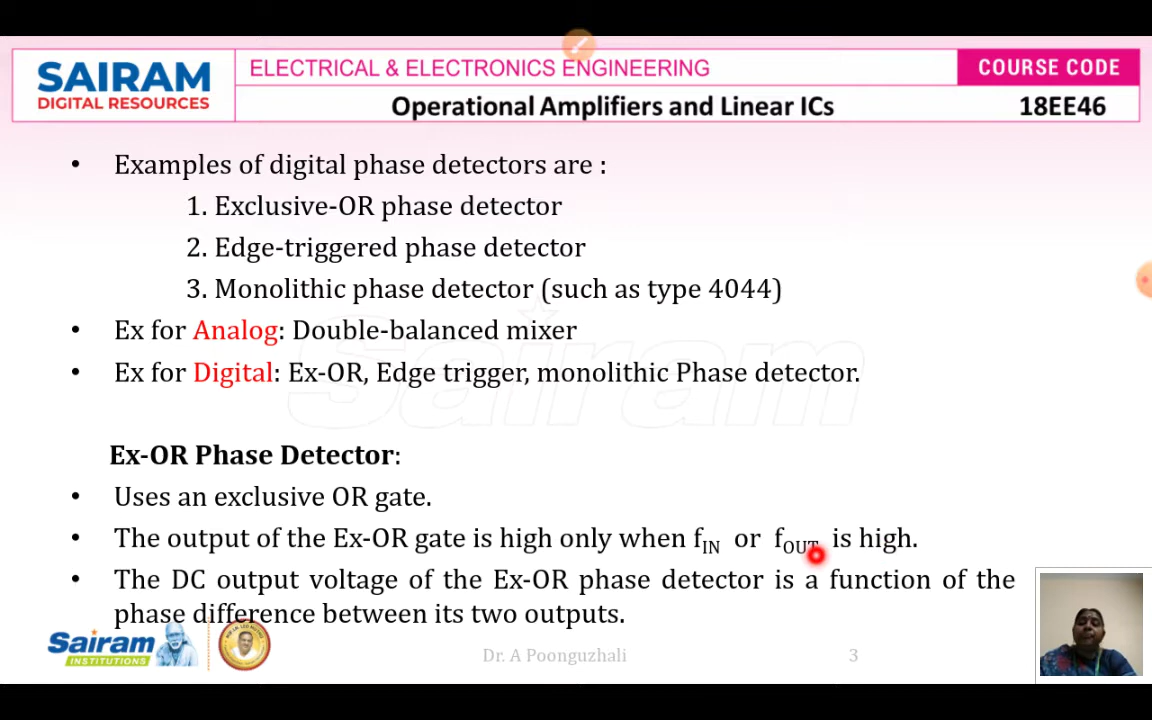 SAIRAM
DIGITAL RESOURCES
ELECTRICAL & ELECTRONICS ENGINEERING
COURSE CODE
Operational Amplifiers and Linear ICs
18EE46
• Examples of digital phase detectors are :
1. Exclusive-OR phase detector
2. Edge-triggered phase detector
3. Monolithic phase detector (such as type 4044)
• Ex for Analog: Double-balanced mixer
• Ex for Digital: Ex-OR, Edge trigger, monolithic Phase detector.
Sairam
Ex-OR Phase Detector:
• Uses an exclusive OR gate.
• The output of the Ex-OR gate is high only when fIN or fOUT is high.
• The DC output voltage of the Ex-OR phase detector is a function of the
phase difference between its two outputs.
Sairam
INSTITUTIONS
Dr. A Poonguzhali
3